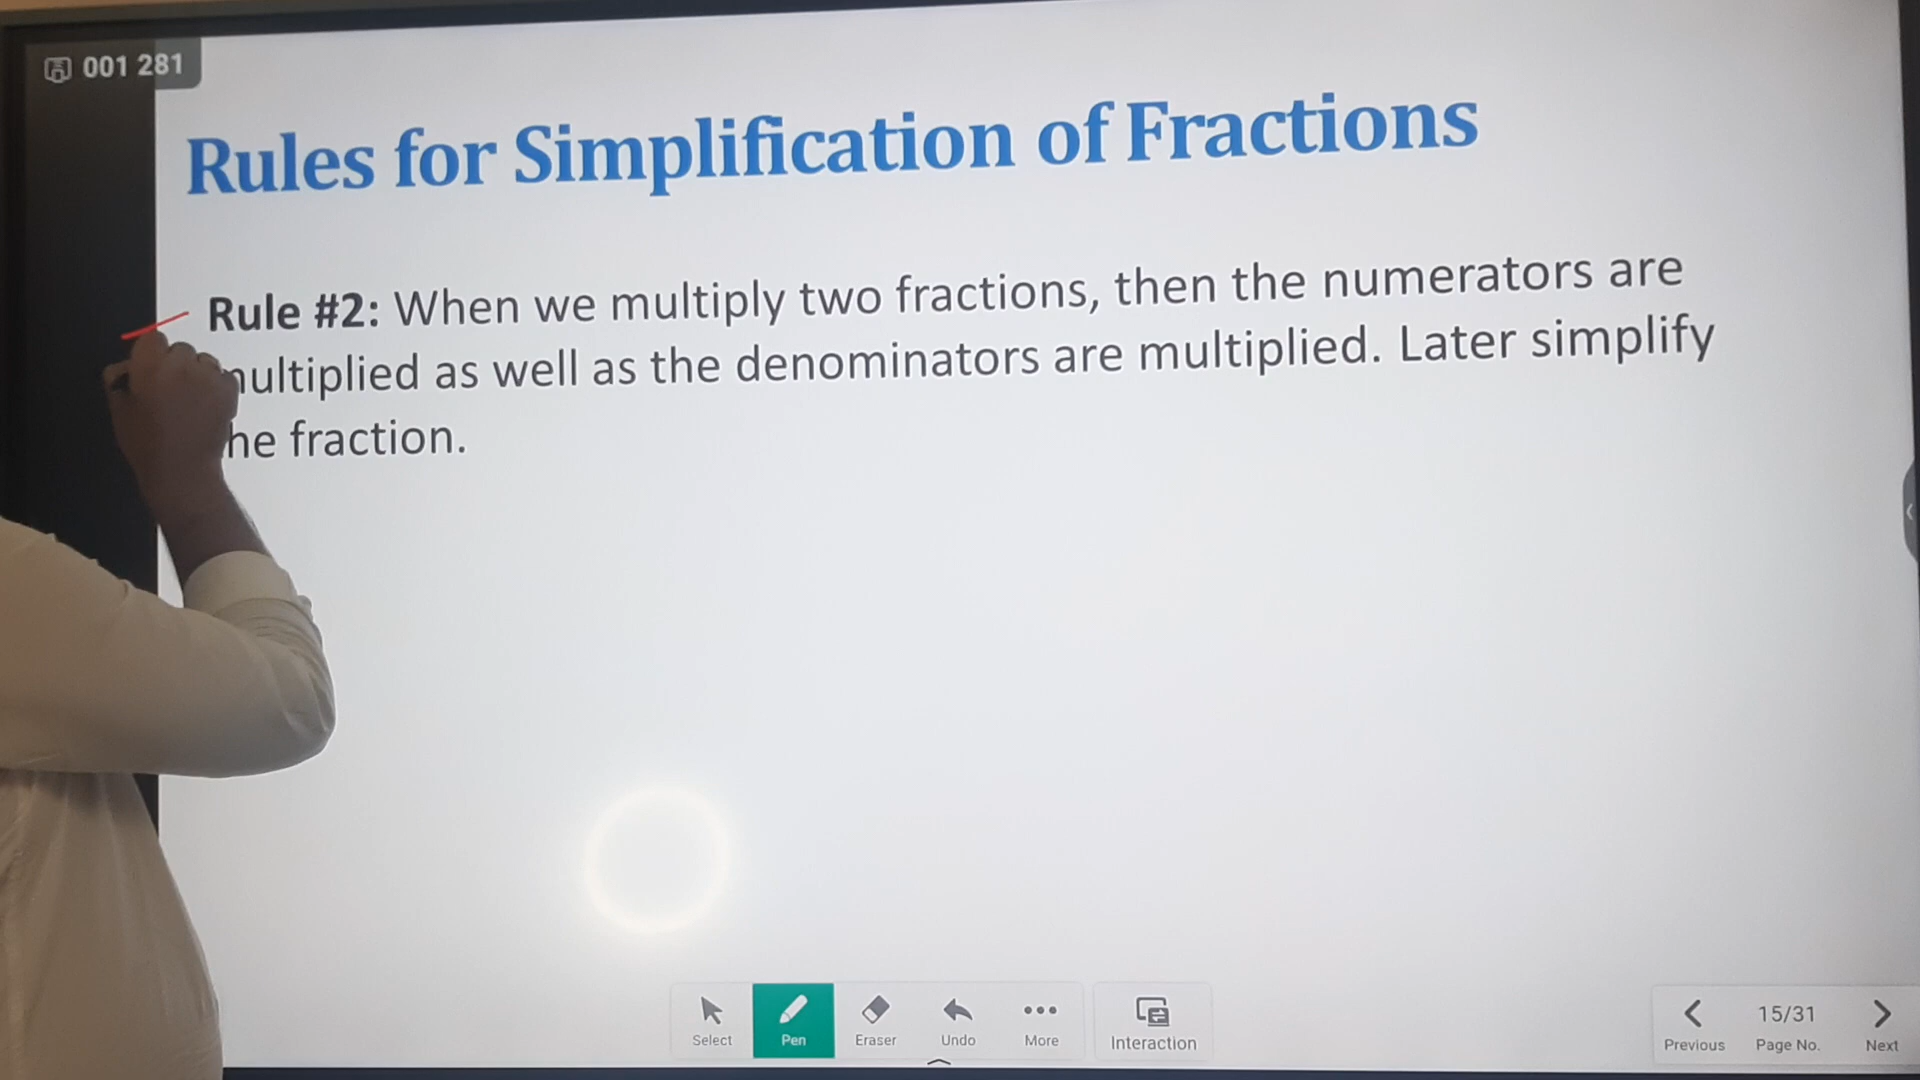 001 281
Rules for Simplification of Fractions
Rule #2: When we multiply two fractions, then the numerators are
as well as the denominators are multiplied. Later simplify
fraction.
Select Pen Eraser Undo More Interaction
15/31
Previous Page No. Next